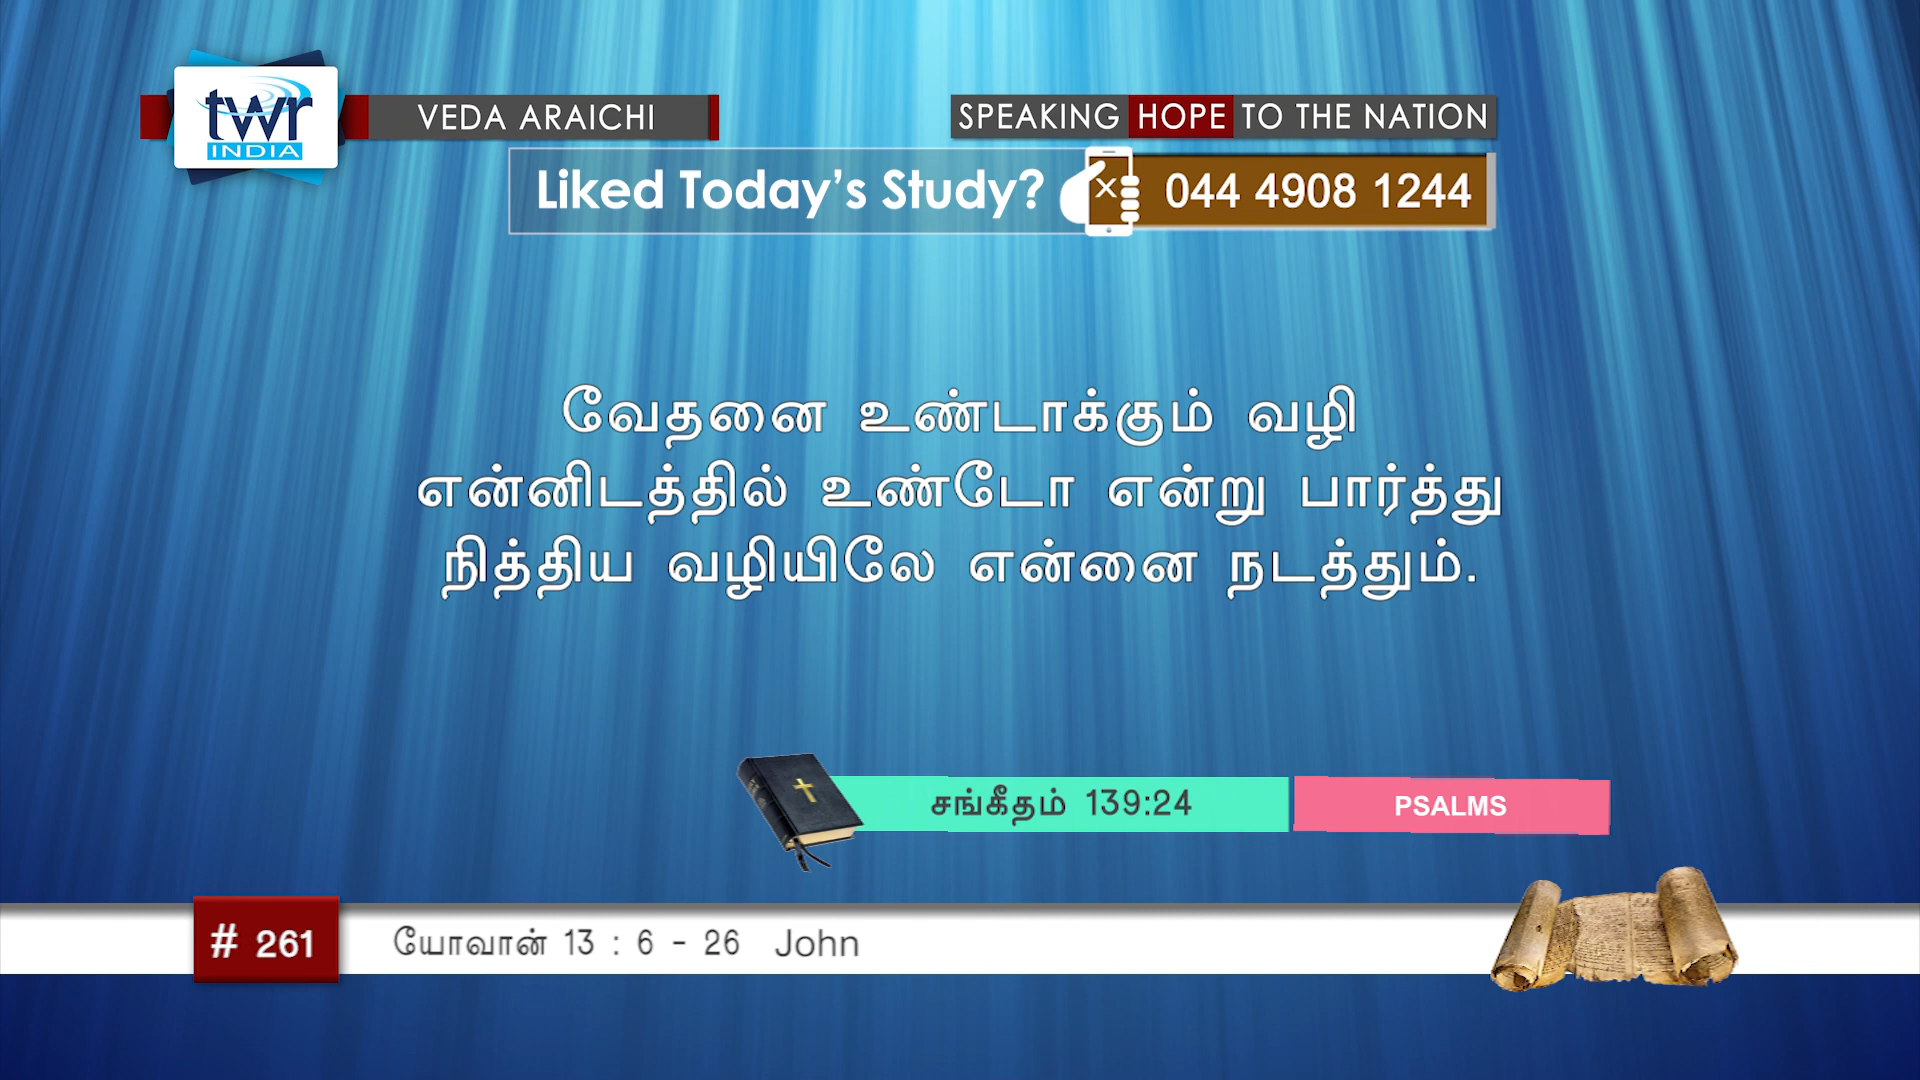 twr
INDIA
VEDA ARAICHI
SPEAKING HOPE TO THE NATION
Liked Today's Study?
044 4908 1244
வேதனை உண்டாக்கும் வழி
என்னிடத்தில் உண்டோ என்று பார்த்து
நித்திய வழியிலே என்னை நடத்தும்.
சங்கீதம் 139:24
PSALMS
# 261
யோவான் 13 : 6 - 26 John